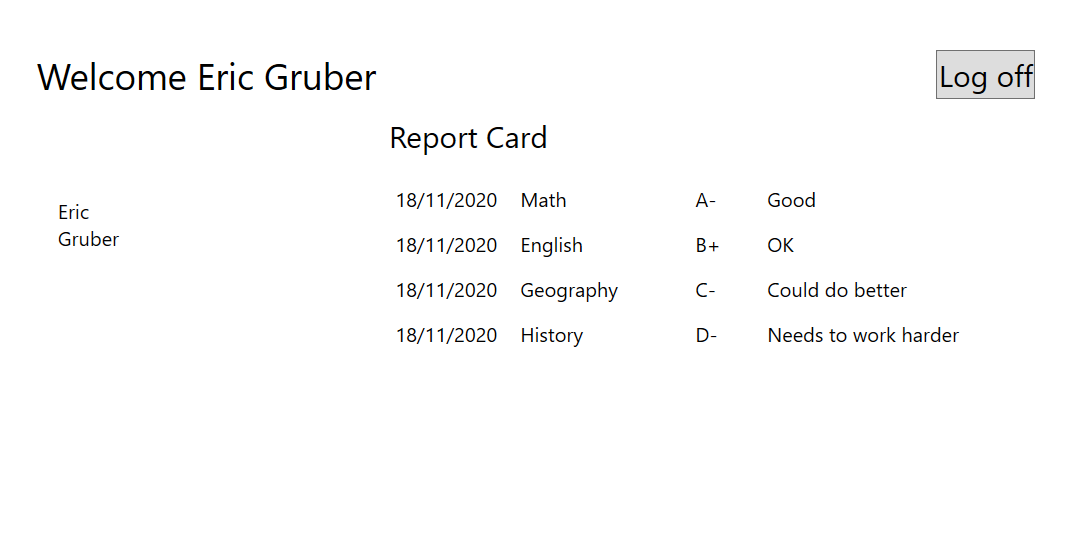 Welcome Eric Gruber
Log off
Report Card
Eric
Gruber
18/11/2020 Math A- Good
18/11/2020 English B+ OK
18/11/2020 Geography C- Could do better
18/11/2020 History D- Needs to work harder